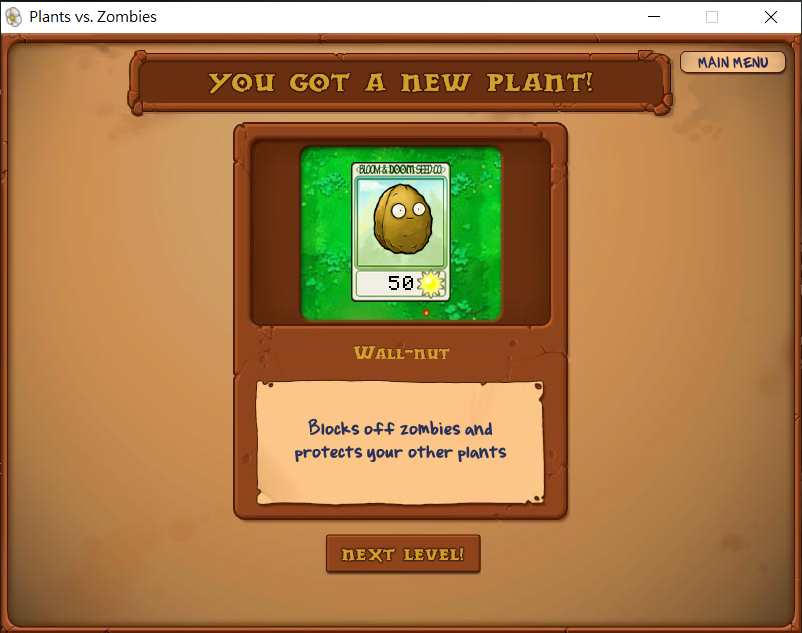 Plants vs. Zombies
MAIN MENU
YOU GOT A NEW PLANT!
BLOOM & DOOM SEED CO
50
Wall-nut
Blocks off zombies and
protects your other plants
NEXT LEVEL!